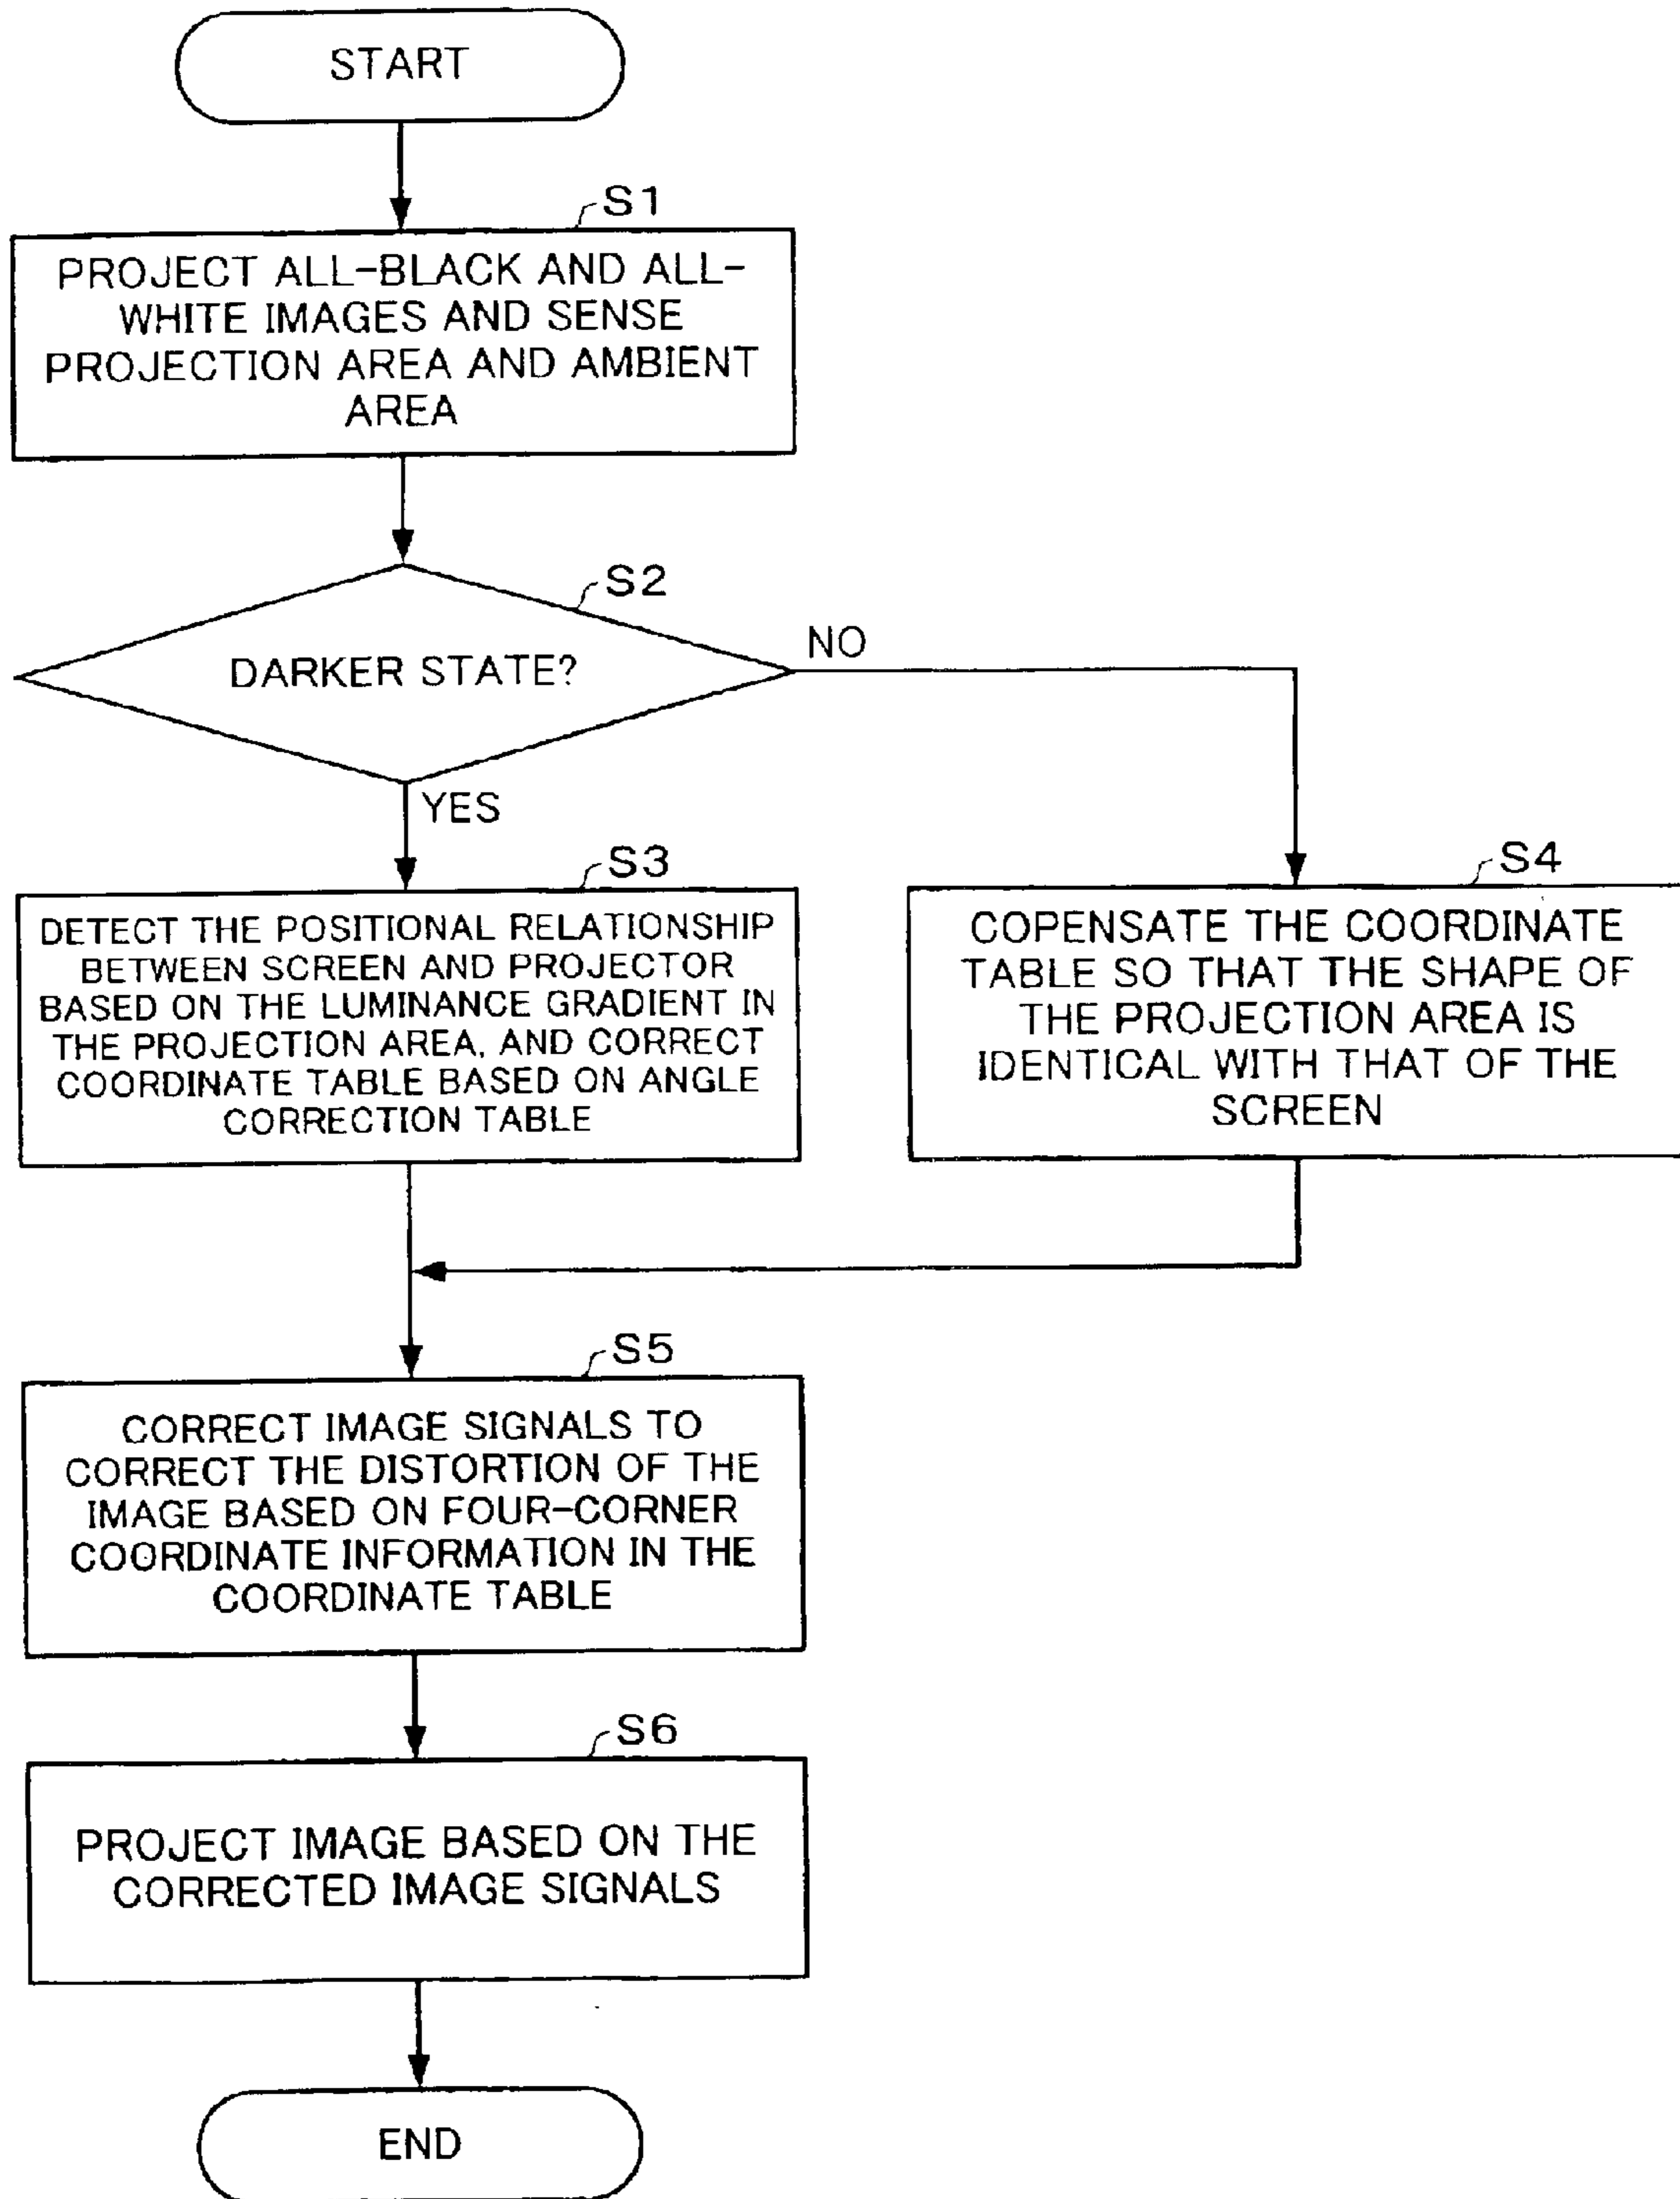 START
S1
PROJECT ALL-BLACK AND ALL-
WHITE IMAGES AND SENSE
PROJECTION AREA AND AMBIENT
AREA
S2
DARKER STATE?
NO
YES
S3
DETECT THE POSITIONAL RELATIONSHIP
BETWEEN SCREEN AND PROJECTOR
BASED ON THE LUMINANCE GRADIENT IN
THE PROJECTION AREA, AND CORRECT
COORDINATE TABLE BASED ON ANGLE
CORRECTION TABLE
S4
COPENSATE THE COORDINATE
TABLE SO THAT THE SHAPE OF
THE PROJECTION AREA IS
IDENTICAL WITH THAT OF THE
SCREEN
S5
CORRECT IMAGE SIGNALS TO
CORRECT THE DISTORTION OF THE
IMAGE BASED ON FOUR-CORNER
COORDINATE INFORMATION IN THE
COORDINATE TABLE
S6
PROJECT IMAGE BASED ON THE
CORRECTED IMAGE SIGNALS
END